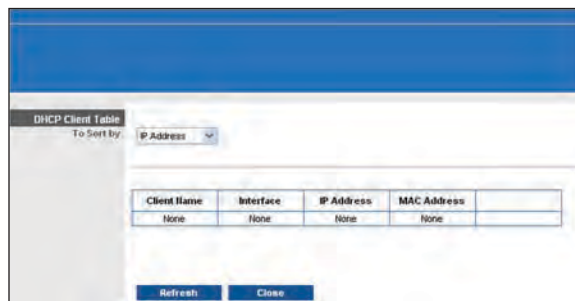 DHCP Client Table
To Sort by IP Address
Client Name Interface IP Address MAC Address
None None None None
Refresh Close